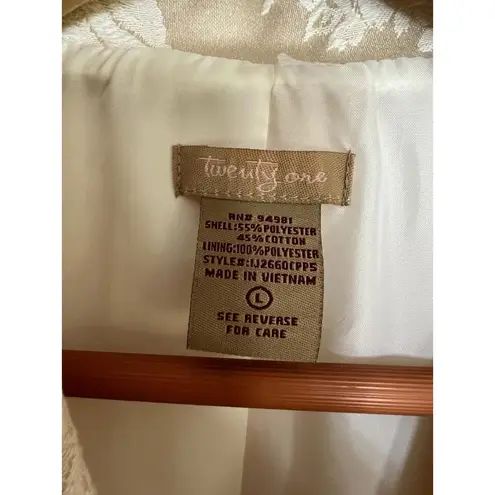 twenty one
RN# 94981
SHELL:55%POLYESTER
45%COTTON
LINING:100%POLYESTER
STYLE#:IJ2660CPPS
MADE IN VIETNAM
L
SEE REVERSE
FOR CARE